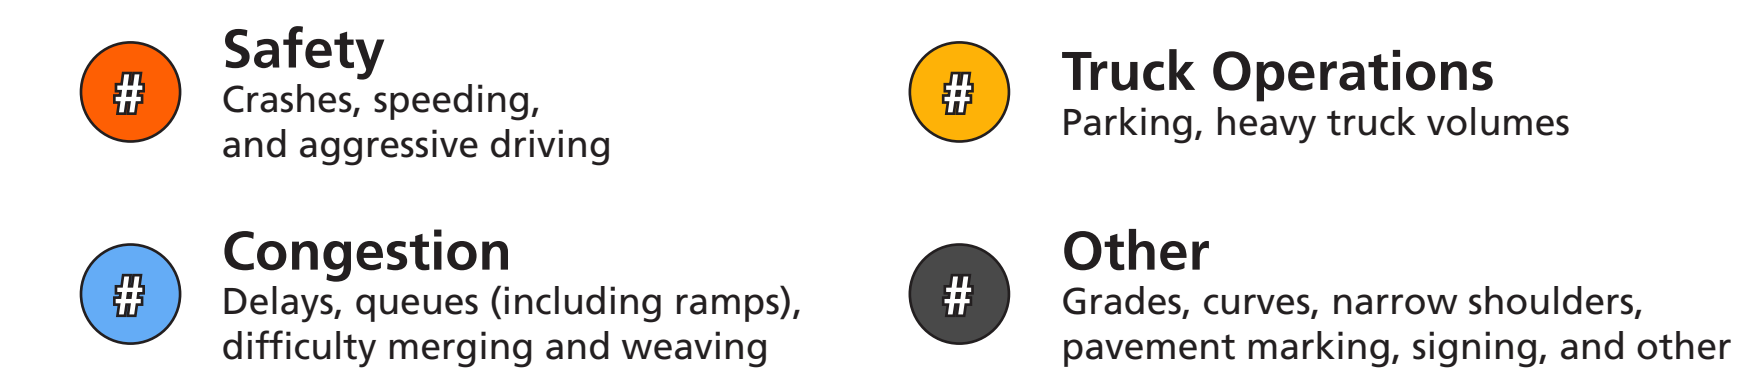 #
Safety
Crashes, speeding,
and aggressive driving
#
Truck Operations
Parking, heavy truck volumes
#
Congestion
Delays, queues (including ramps),
difficulty merging and weaving
#
Other
Grades, curves, narrow shoulders,
pavement marking, signing, and other